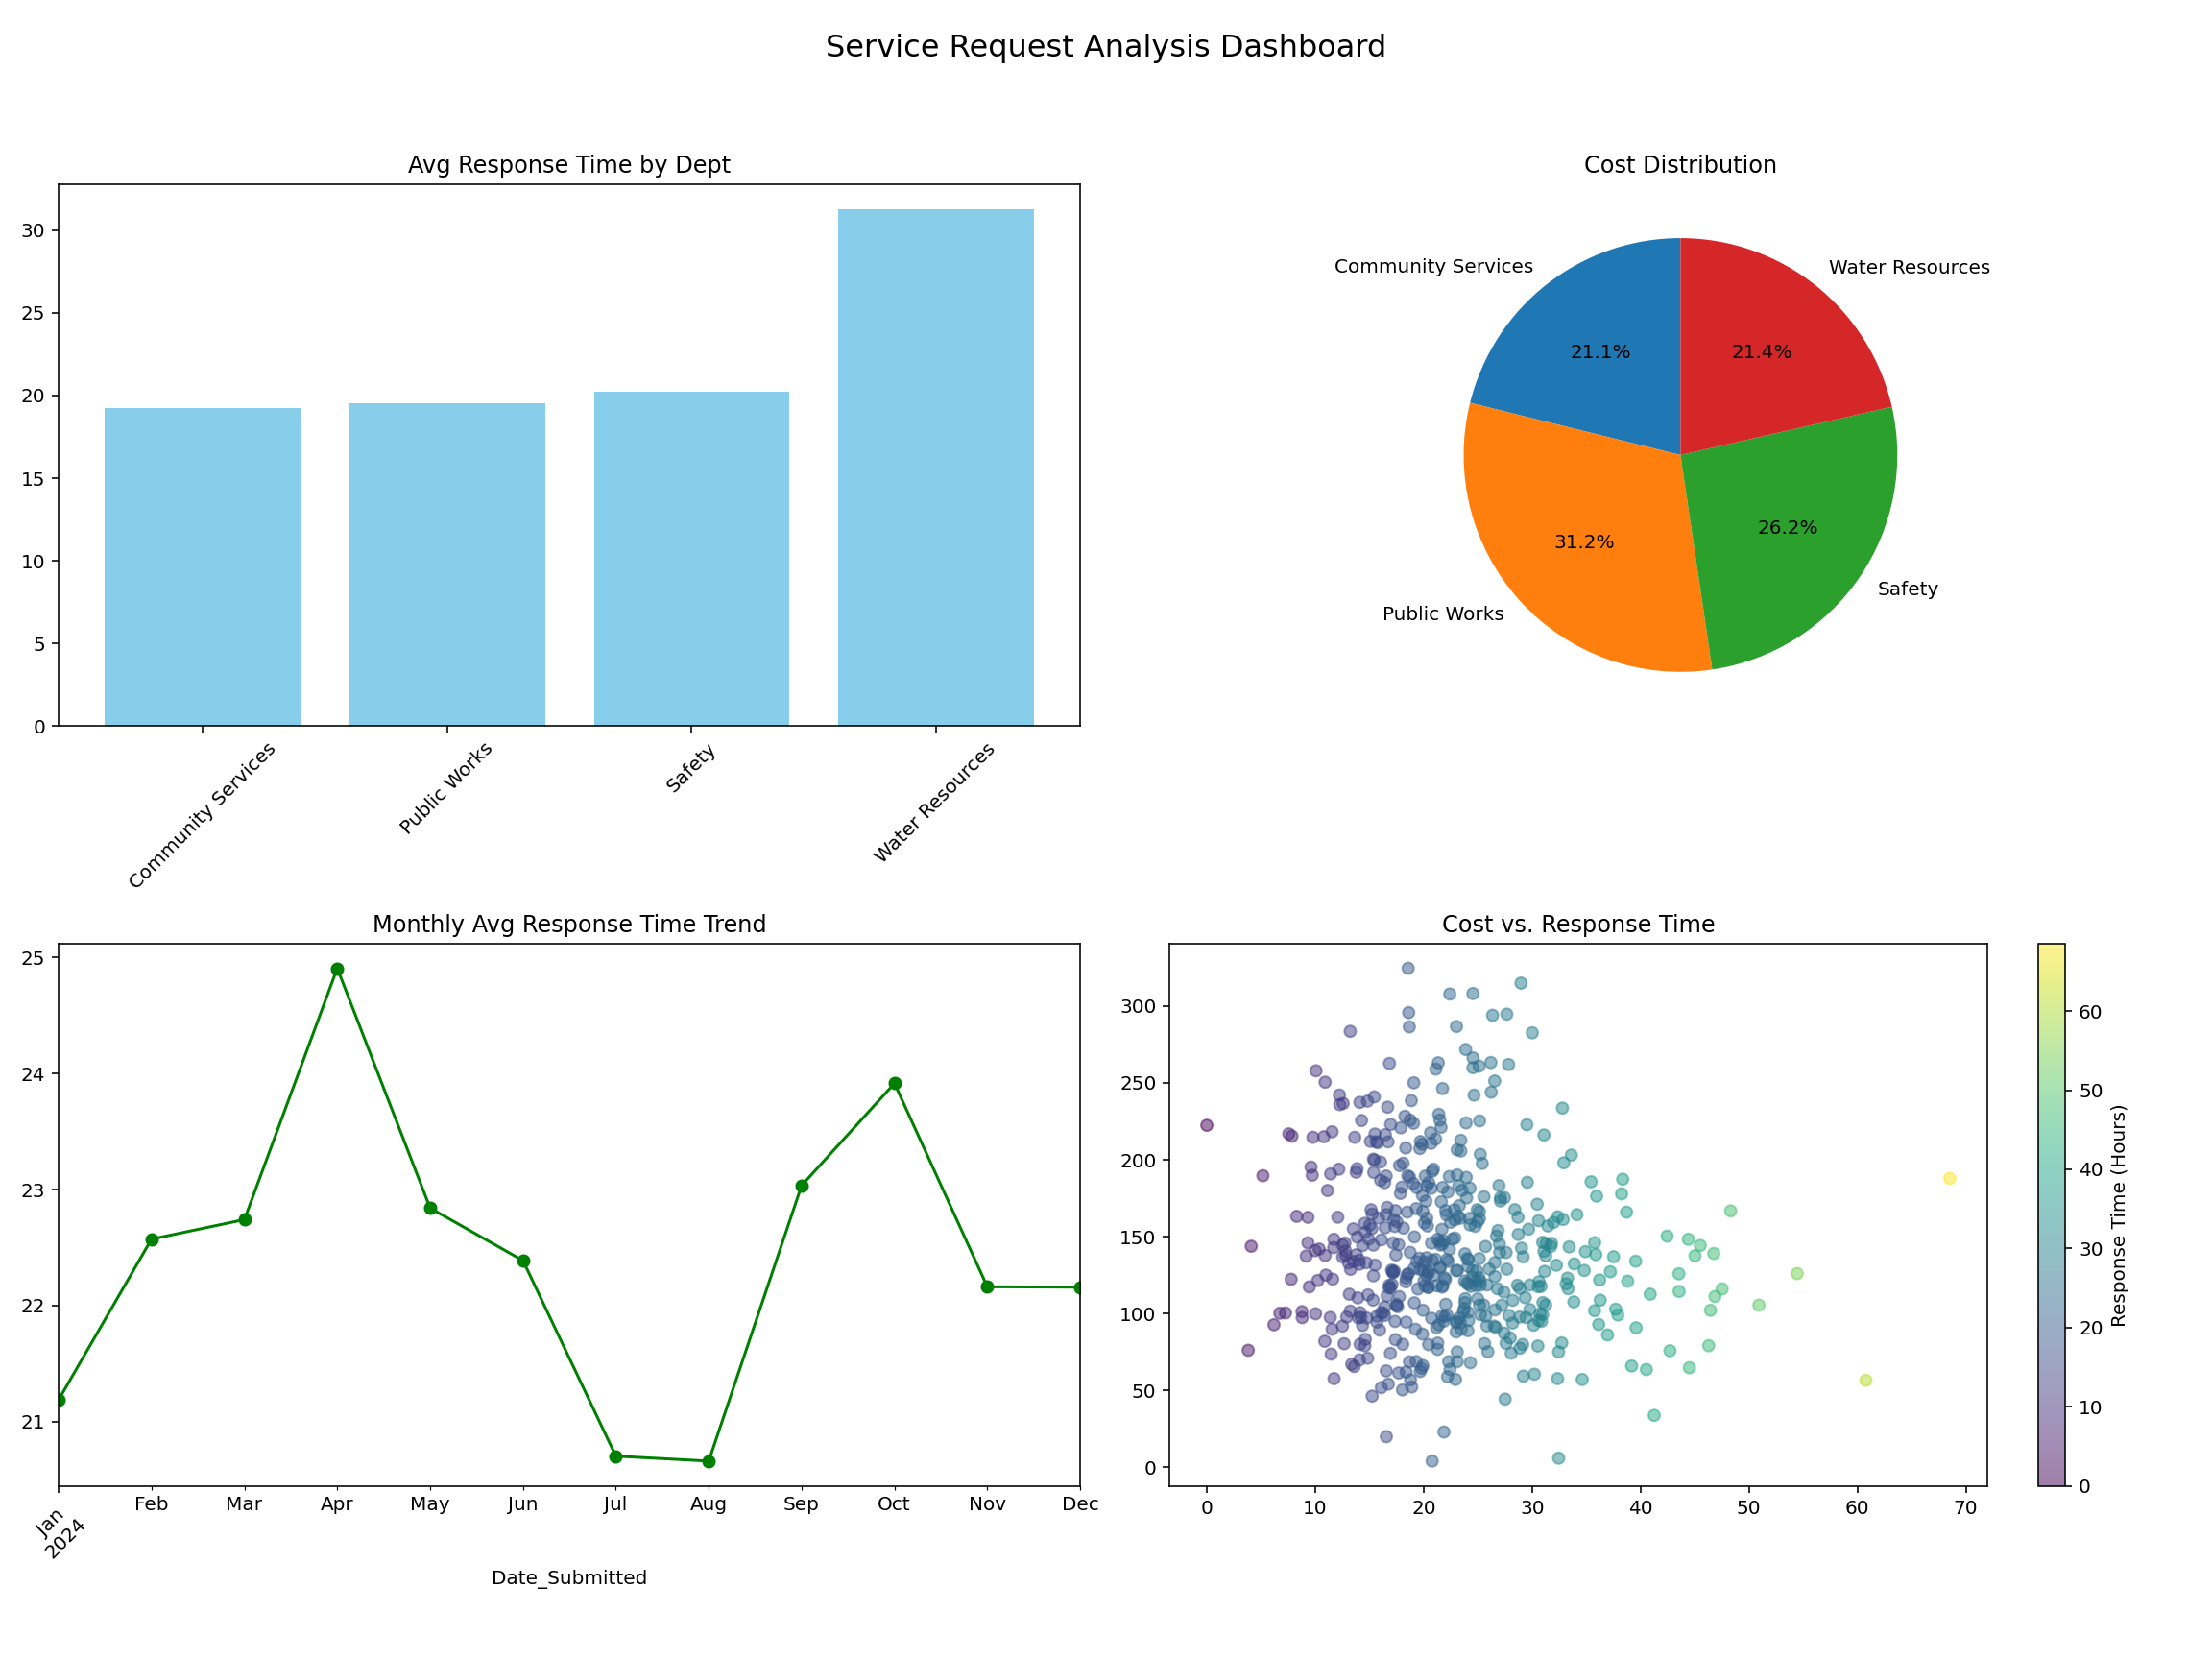 Service Request Analysis Dashboard
Avg Response Time by Dept
30
25
20
15
10
5
0
Community Services
Public Works
Safety
Water Resources
Cost Distribution
Community Services
Water Resources
21.1%
21.4%
31.2%
26.2%
Public Works
Safety
Monthly Avg Response Time Trend
25
24
23
22
21
Jan
2024
Feb
Mar
Apr
May
Jun
Jul
Aug
Sep
Oct
Nov
Dec
Date_Submitted
Cost vs. Response Time
300
250
200
150
100
50
0
0
10
20
30
40
50
60
70
60
50
40
30
20
10
0
Response Time (Hours)